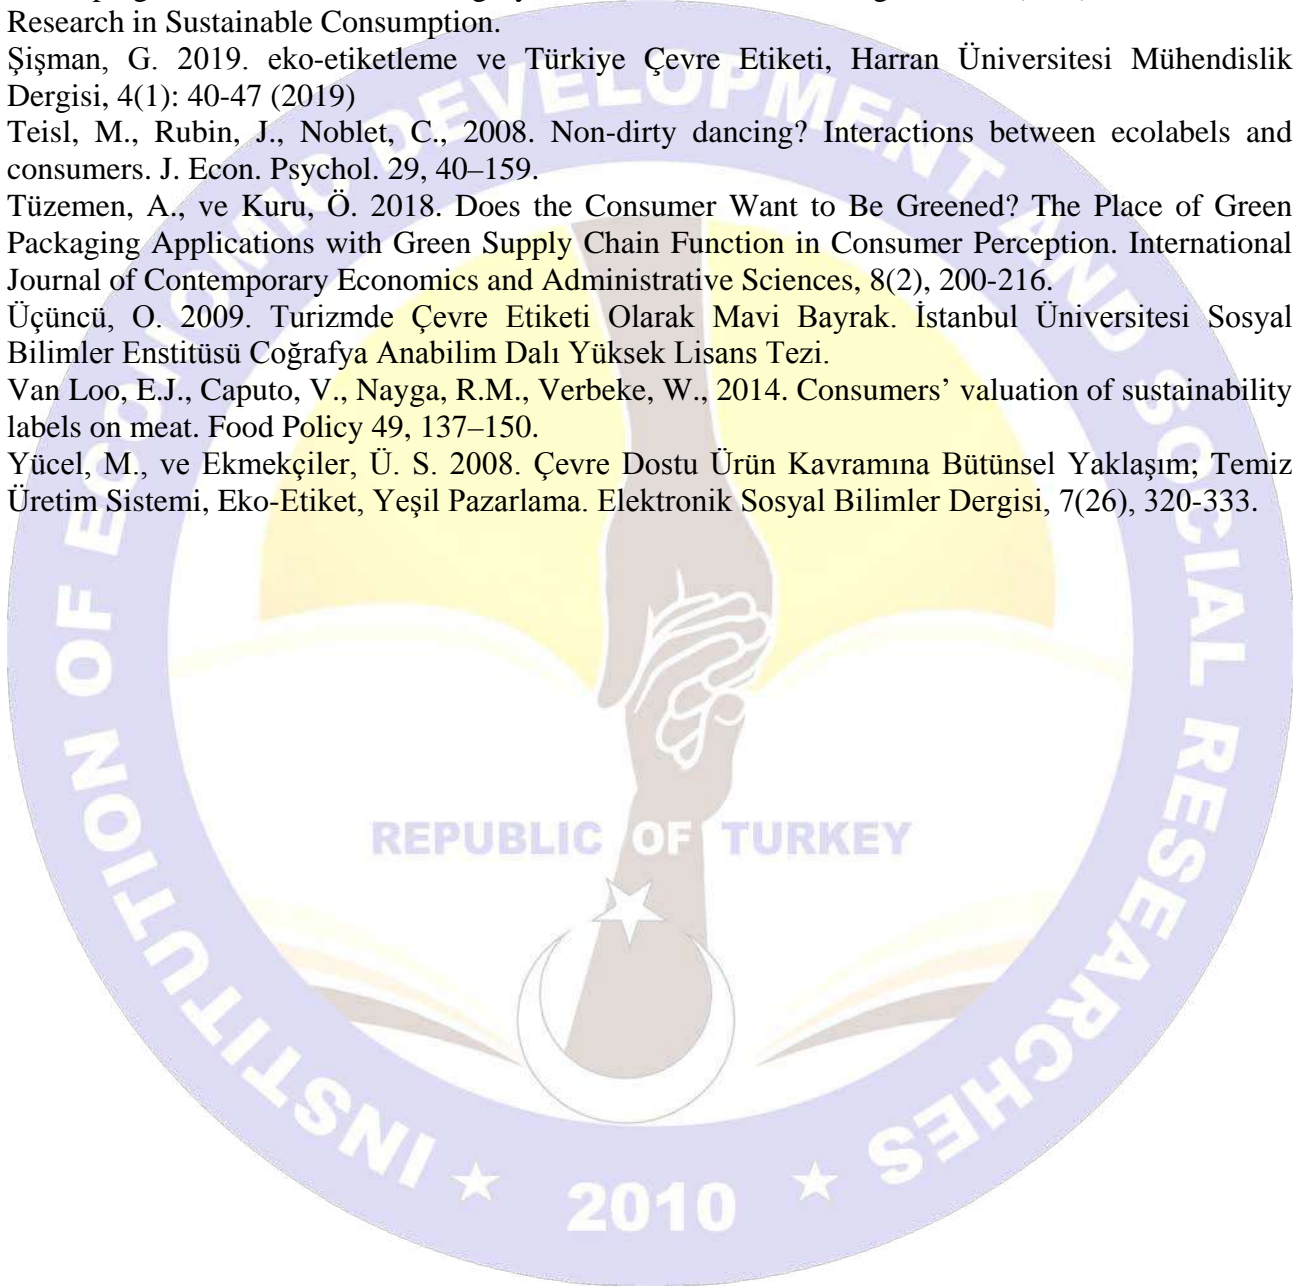 Research in Sustainable Consumption.
Şişman, G. 2019. eko-etiketleme ve Türkiye Çevre Etiketi, Harran Üniversitesi Mühendislik
Dergisi, 4(1): 40-47 (2019)
Teisl, M., Rubin, J., Noblet, C., 2008. Non-dirty dancing? Interactions between ecolabels and
consumers. J. Econ. Psychol. 29, 40–159.
Tüzemen, A., ve Kuru, Ö. 2018. Does the Consumer Want to Be Greened? The Place of Green
Packaging Applications with Green Supply Chain Function in Consumer Perception. International
Journal of Contemporary Economics and Administrative Sciences, 8(2), 200-216.
Üçüncü, O. 2009. Turizmde Çevre Etiketi Olarak Mavi Bayrak. İstanbul Üniversitesi Sosyal
Bilimler Enstitüsü Coğrafya Anabilim Dalı Yüksek Lisans Tezi.
Van Loo, E.J., Caputo, V., Nayga, R.M., Verbeke, W., 2014. Consumers’ valuation of sustainability
labels on meat. Food Policy 49, 137–150.
Yücel, M., ve Ekmekçiler, Ü. S. 2008. Çevre Dostu Ürün Kavramına Bütünsel Yaklaşım; Temiz
Üretim Sistemi, Eko-Etiket, Yeşil Pazarlama. Elektronik Sosyal Bilimler Dergisi, 7(26), 320-333.
INSTITUTION OF ECONOMIC DEVELOPMENT AND SOCIAL RESEARCHES
REPUBLIC OF TURKEY
2010